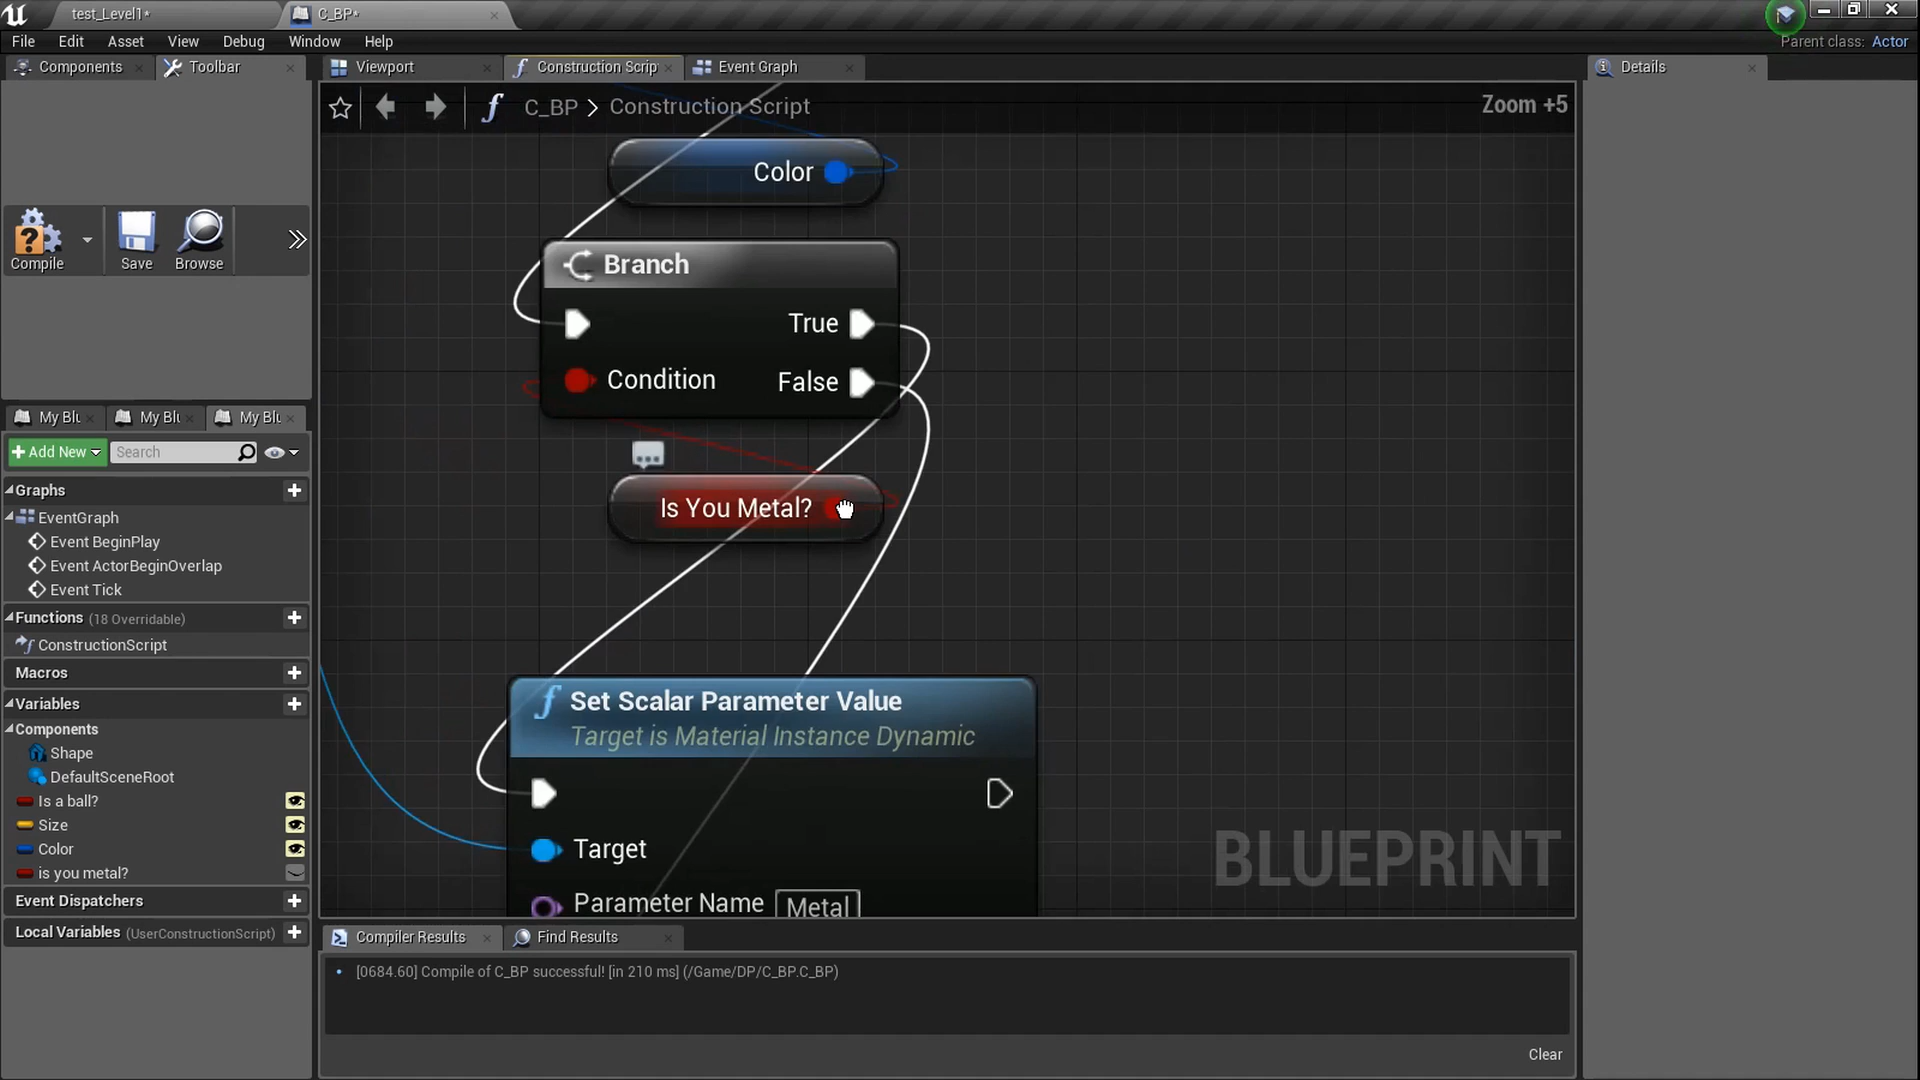 test_Level1*
C_BP*
File Edit Asset View Debug Window Help
Parent class: Actor
Components
Toolbar
Viewport
Construction Scrip
Event Graph
Details
C_BP > Construction Script
Zoom +5
Compile
Save
Browse
Color
Branch
True
Condition
False
Is You Metal?
Set Scalar Parameter Value
Target is Material Instance Dynamic
Target
Parameter Name Metal
BLUEPRINT
My Blu
My Blu
My Blu
+ Add New
Search
Graphs
EventGraph
Event BeginPlay
Event ActorBeginOverlap
Event Tick
Functions (18 Overridable)
ConstructionScript
Macros
Variables
Components
Shape
DefaultSceneRoot
Is a ball?
Size
Color
is you metal?
Event Dispatchers
Local Variables (UserConstructionScript)
Compiler Results
Find Results
[0684.60] Compile of C_BP successful! [in 210 ms] (/Game/DP/C_BP.C_BP)
Clear